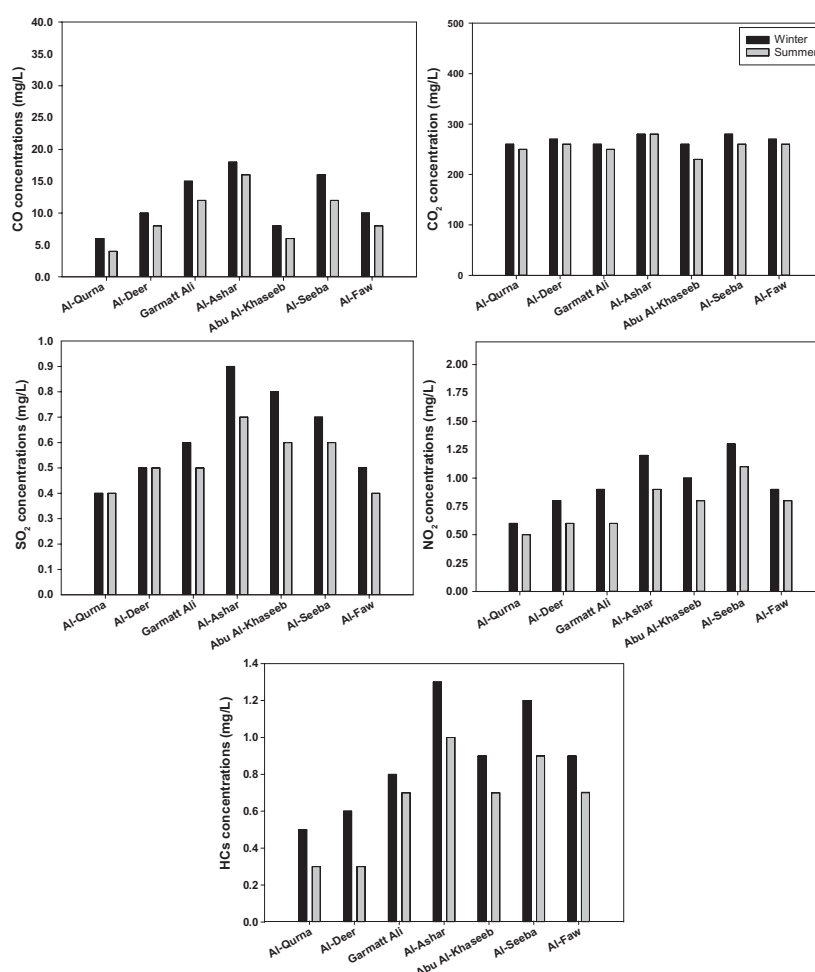 CO concentrations (mg/L)
40.0
35.0
30.0
25.0
20.0
15.0
10.0
5.0
0.0
Al-Qurna
Al-Deer
Garmatt Ali
Al-Ashar
Abu Al-Khaseeb
Al-Seeba
Al-Faw
CO₂ concentration (mg/L)
500
400
300
200
100
0
Winter
Summer
Al-Qurna
Al-Deer
Garmatt Ali
Al-Ashar
Abu Al-Khaseeb
Al-Seeba
Al-Faw
SO₂ concentrations (mg/L)
1.0
0.9
0.8
0.7
0.6
0.5
0.4
0.3
0.2
0.1
0.0
Al-Qurna
Al-Deer
Garmatt Ali
Al-Ashar
Abu Al-Khaseeb
Al-Seeba
Al-Faw
NO₂ concentrations (mg/L)
2.00
1.75
1.50
1.25
1.00
0.75
0.50
0.25
0.00
Al-Qurna
Al-Deer
Garmatt Ali
Al-Ashar
Abu Al-Khaseeb
Al-Seeba
Al-Faw
HCs concentrations (mg/L)
1.4
1.2
1.0
0.8
0.6
0.4
0.2
0.0
Al-Qurna
Al-Deer
Garmatt Ali
Al-Ashar
Abu Al-Khaseeb
Al-Seeba
Al-Faw